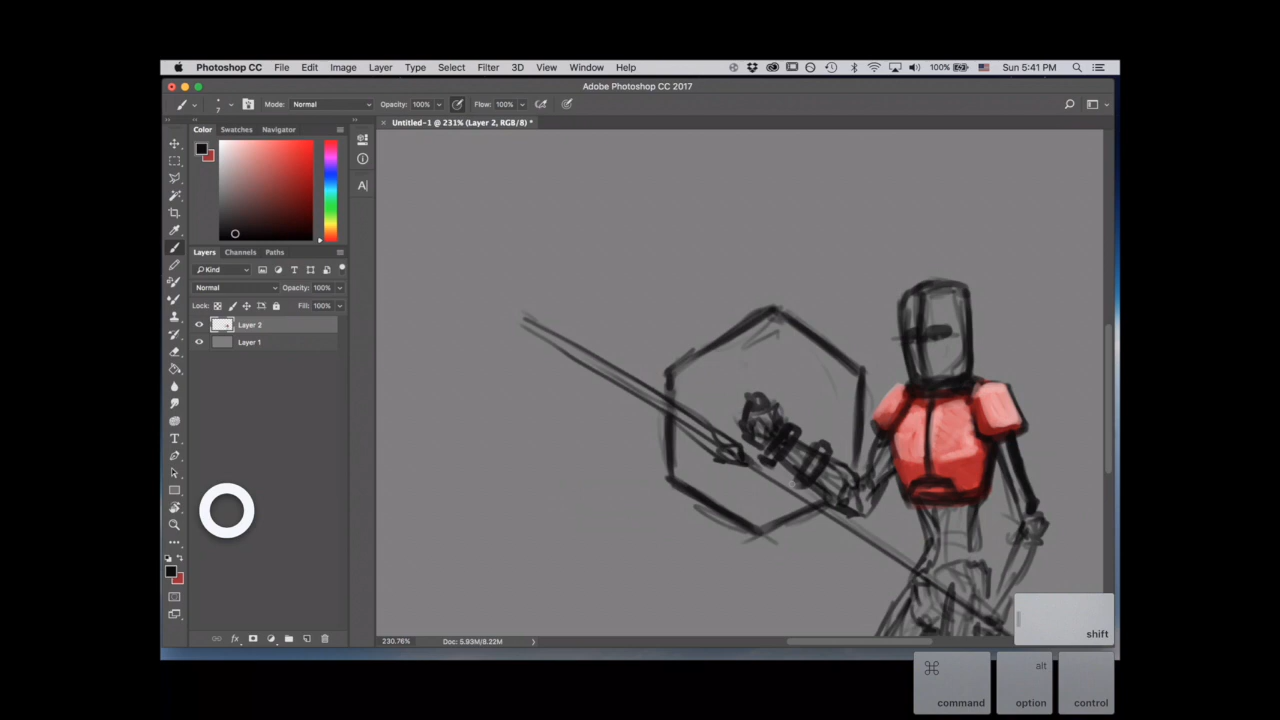 Photoshop CC File Edit Image Layer Type Select Filter 3D View Window Help 100% Sun 5:41 PM
Adobe Photoshop CC 2017
7 Mode: Normal Opacity: 100% Flow: 100%
Color Swatches Navigator
× Untitled-1 @ 231% (Layer 2, RGB/8) *
A|
Layers Channels Paths
Kind
Normal Opacity: 100%
Lock: Fill: 100%
Layer 2
Layer 1
fx
230.76% Doc: 5.93M/8.22M
shift
⌘ alt
command option control